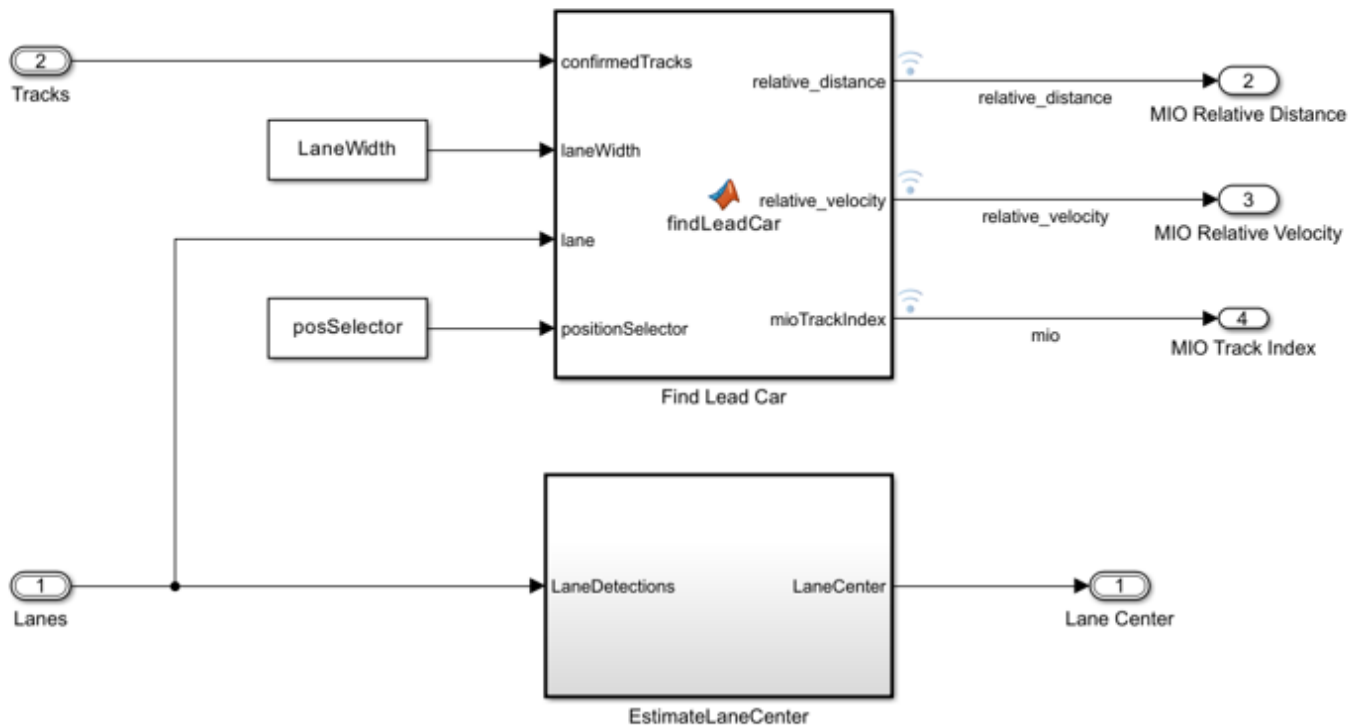 2
Tracks
LaneWidth
posSelector
confirmedTracks
laneWidth
lane
positionSelector
findLeadCar
relative_distance
relative_velocity
mioTrackIndex
Find Lead Car
relative_distance
relative_velocity
mio
2
MIO Relative Distance
3
MIO Relative Velocity
4
MIO Track Index
1
Lanes
LaneDetections
LaneCenter
EstimateLaneCenter
1
Lane Center